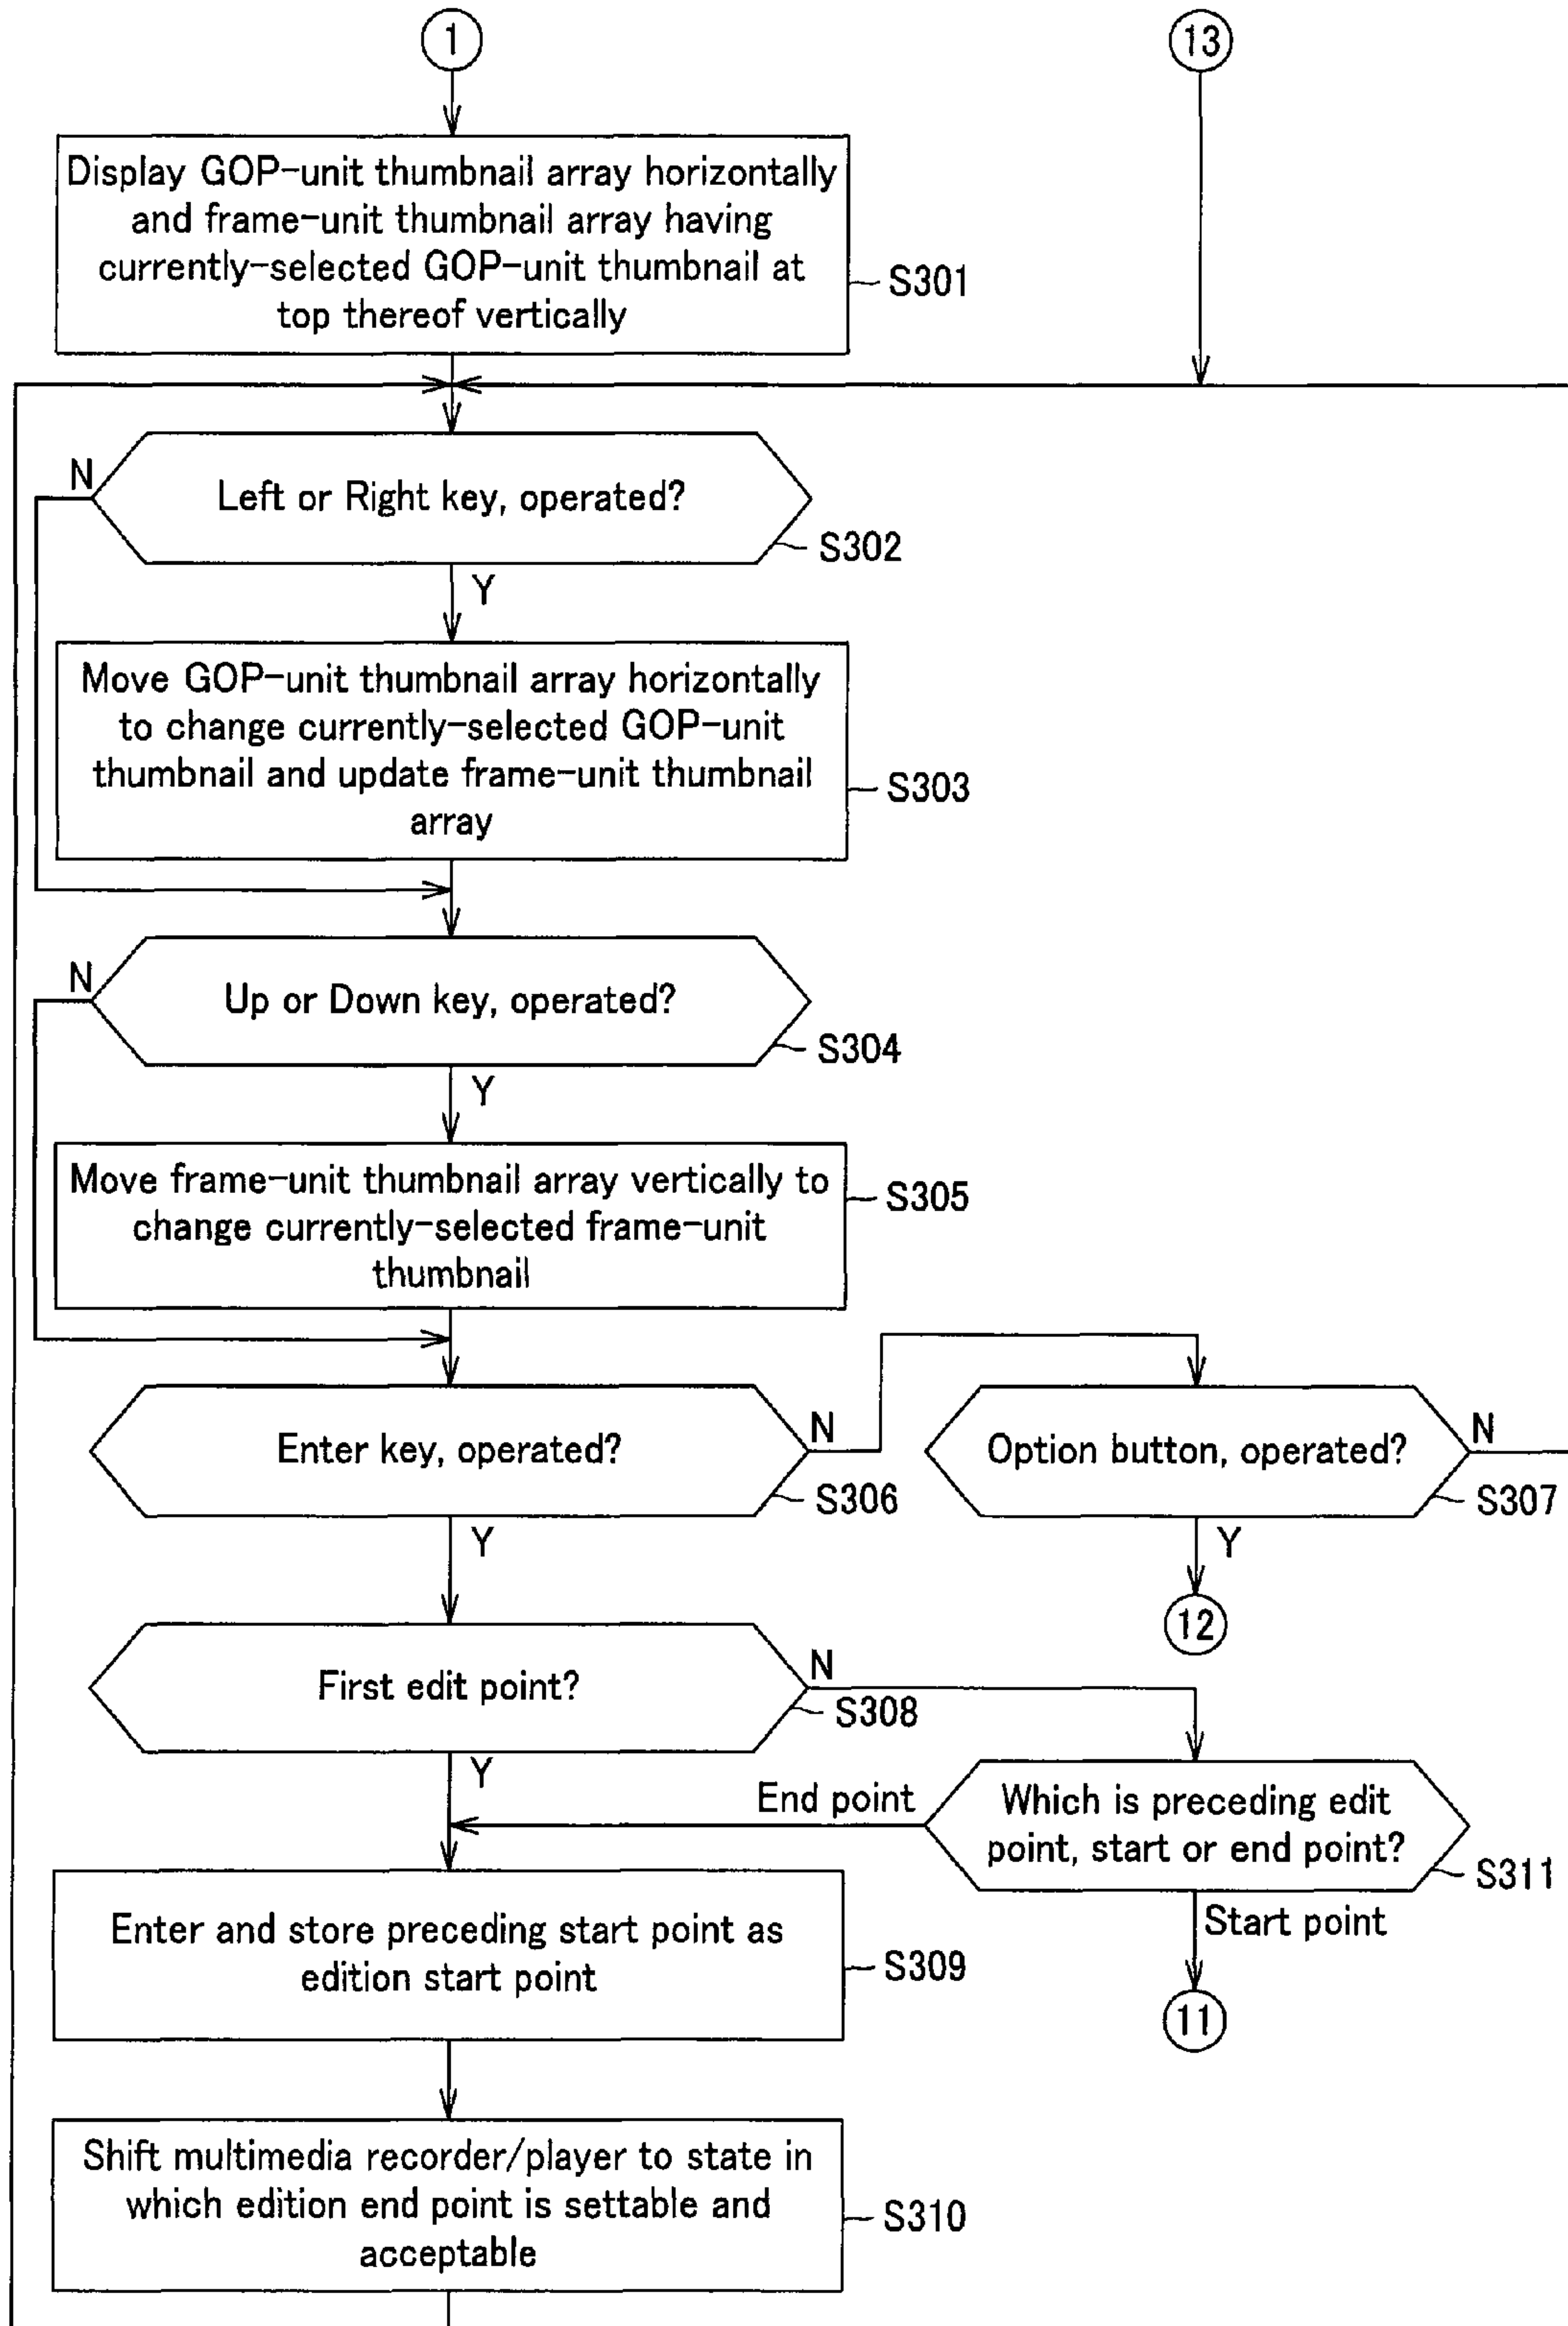 1
13
Display GOP-unit thumbnail array horizontally
and frame-unit thumbnail array having
currently-selected GOP-unit thumbnail at
top thereof vertically
S301
N
Left or Right key, operated?
S302
Y
Move GOP-unit thumbnail array horizontally
to change currently-selected GOP-unit
thumbnail and update frame-unit thumbnail
array
S303
N
Up or Down key, operated?
S304
Y
Move frame-unit thumbnail array vertically to
change currently-selected frame-unit
thumbnail
S305
Enter key, operated?
N
S306
Y
Option button, operated?
N
S307
Y
12
First edit point?
N
S308
Y
End point
Which is preceding edit
point, start or end point?
S311
Start point
11
Enter and store preceding start point as
edition start point
S309
Shift multimedia recorder/player to state in
which edition end point is settable and
acceptable
S310